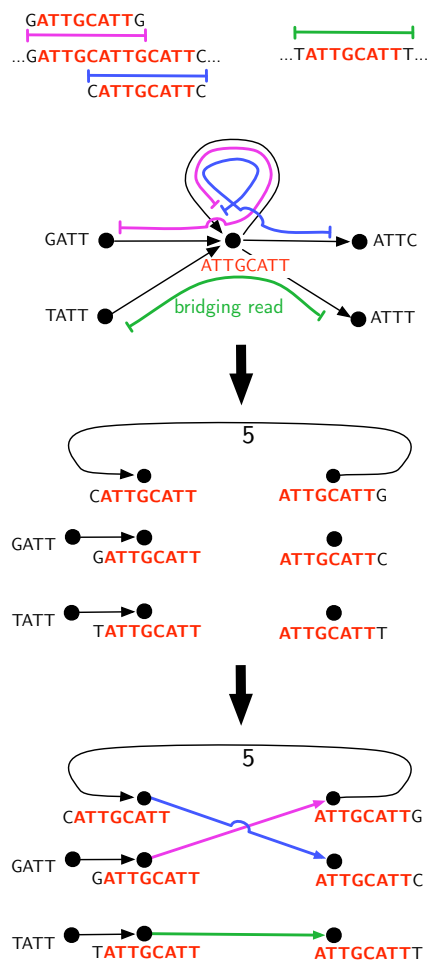 GATTGCATTG
...GATTGCATTGCATTC...
CATTGCATTC
...TATTGCATTT...
GATT
ATTC
ATTGCATT
TATT
bridging read
ATTT
5
CATTGCATT
ATTGCATTG
GATT
GATTGCATT
ATTGCATTC
TATT
TATTGCATT
ATTGCATTT
5
CATTGCATT
ATTGCATTG
GATT
GATTGCATT
ATTGCATTC
TATT
TATTGCATT
ATTGCATTT